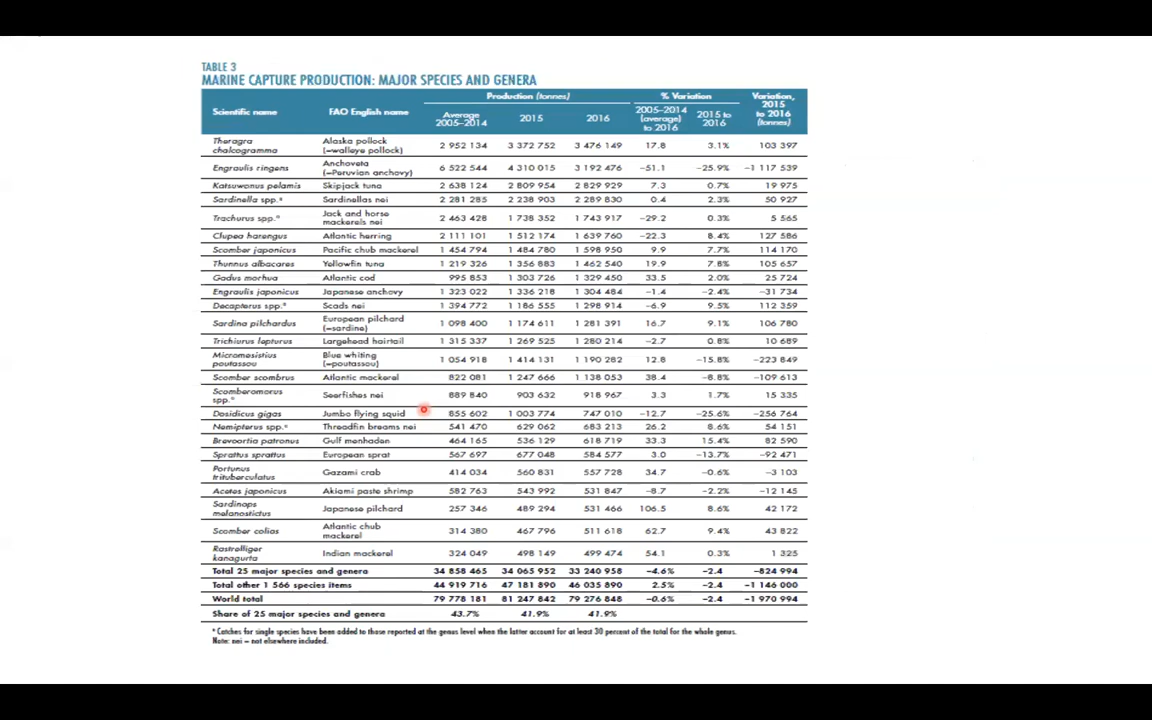 TABLE 3
MARINE CAPTURE PRODUCTION: MAJOR SPECIES AND GENERA
Scientific name FAO English name Production (tonnes) % Variation Variation, 2015 to 2016 (tonnes)
Average 2005–2014 2015 2016 2005–2014 (average) to 2016 2015 to 2016
Theragra chalcogramma Alaska pollock (=walleye pollock) 2 952 134 3 372 752 3 476 149 17.8 3.1% 103 397
Engraulis ringens Anchoveta (=Peruvian anchovy) 6 522 544 4 310 015 3 192 476 –51.1 –25.9% –1 117 539
Katsuwonus pelamis Skipjack tuna 2 638 124 2 809 954 2 829 929 7.3 0.7% 19 975
Sardinella spp.ª Sardinellas nei 2 281 285 2 238 903 2 289 830 0.4 2.3% 50 927
Trachurus spp.ª Jack and horse mackerels nei 2 463 428 1 738 352 1 743 917 –29.2 0.3% 5 565
Clupea harengus Atlantic herring 2 111 101 1 512 174 1 639 760 –22.3 8.4% 127 586
Scomber japonicus Pacific chub mackerel 1 454 794 1 484 780 1 598 950 9.9 7.7% 114 170
Thunnus albacares Yellowfin tuna 1 219 326 1 356 883 1 462 540 19.9 7.8% 105 657
Gadus morhua Atlantic cod 995 853 1 303 726 1 329 450 33.5 2.0% 25 724
Engraulis japonicus Japanese anchovy 1 323 022 1 336 218 1 304 484 –1.4 –2.4% –31 734
Decapterus spp.ª Scads nei 1 394 772 1 186 555 1 298 914 –6.9 9.5% 112 359
Sardina pilchardus European pilchard (=sardine) 1 098 400 1 174 611 1 281 391 16.7 9.1% 106 780
Trichiurus lepturus Largehead hairtail 1 315 337 1 269 525 1 280 214 –2.7 0.8% 10 689
Micromesistius poutassou Blue whiting (=poutassou) 1 054 918 1 414 131 1 190 282 12.8 –15.8% –223 849
Scomber scombrus Atlantic mackerel 822 081 1 247 666 1 138 053 38.4 –8.8% –109 613
Scomberomorus spp.ª Seerfishes nei 889 840 903 632 918 967 3.3 1.7% 15 335
Dosidicus gigas Jumbo flying squid 855 602 1 003 774 747 010 –12.7 –25.6% –256 764
Nemipterus spp.ª Threadfin breams nei 541 470 629 062 683 213 26.2 8.6% 54 151
Brevoortia patronus Gulf menhaden 464 165 536 129 618 719 33.3 15.4% 82 590
Sprattus sprattus European sprat 567 697 677 048 584 577 3.0 –13.7% –92 471
Portunus trituberculatus Gazami crab 414 034 560 831 557 728 34.7 –0.6% –3 103
Acetes japonicus Akiami paste shrimp 582 763 543 992 531 847 –8.7 –2.2% –12 145
Sardinops melanostictus Japanese pilchard 257 346 489 294 531 466 106.5 8.6% 42 172
Scomber colias Atlantic chub mackerel 314 380 467 796 511 618 62.7 9.4% 43 822
Rastrelliger kanagurta Indian mackerel 324 049 498 149 499 474 54.1 0.3% 1 325
Total 25 major species and genera 34 858 465 34 065 952 33 240 958 –4.6% –2.4 –824 994
Total other 1 566 species items 44 919 716 47 181 890 46 035 890 2.5% –2.4 –1 146 000
World total 79 778 181 81 247 842 79 276 848 –0.6% –2.4 –1 970 994
Share of 25 major species and genera 43.7% 41.9% 41.9%
ª Catches for single species have been added to those reported at the genus level when the latter account for at least 30 percent of the total for the whole genus.
Note: nei = not elsewhere included.